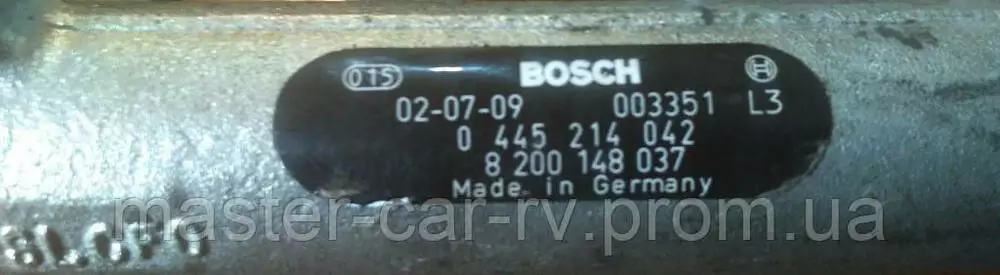 015 BOSCH
02-07-09 003351 L3
0 445 214 042
8 200 148 037
Made in Germany
master-car-rv.prom.ua